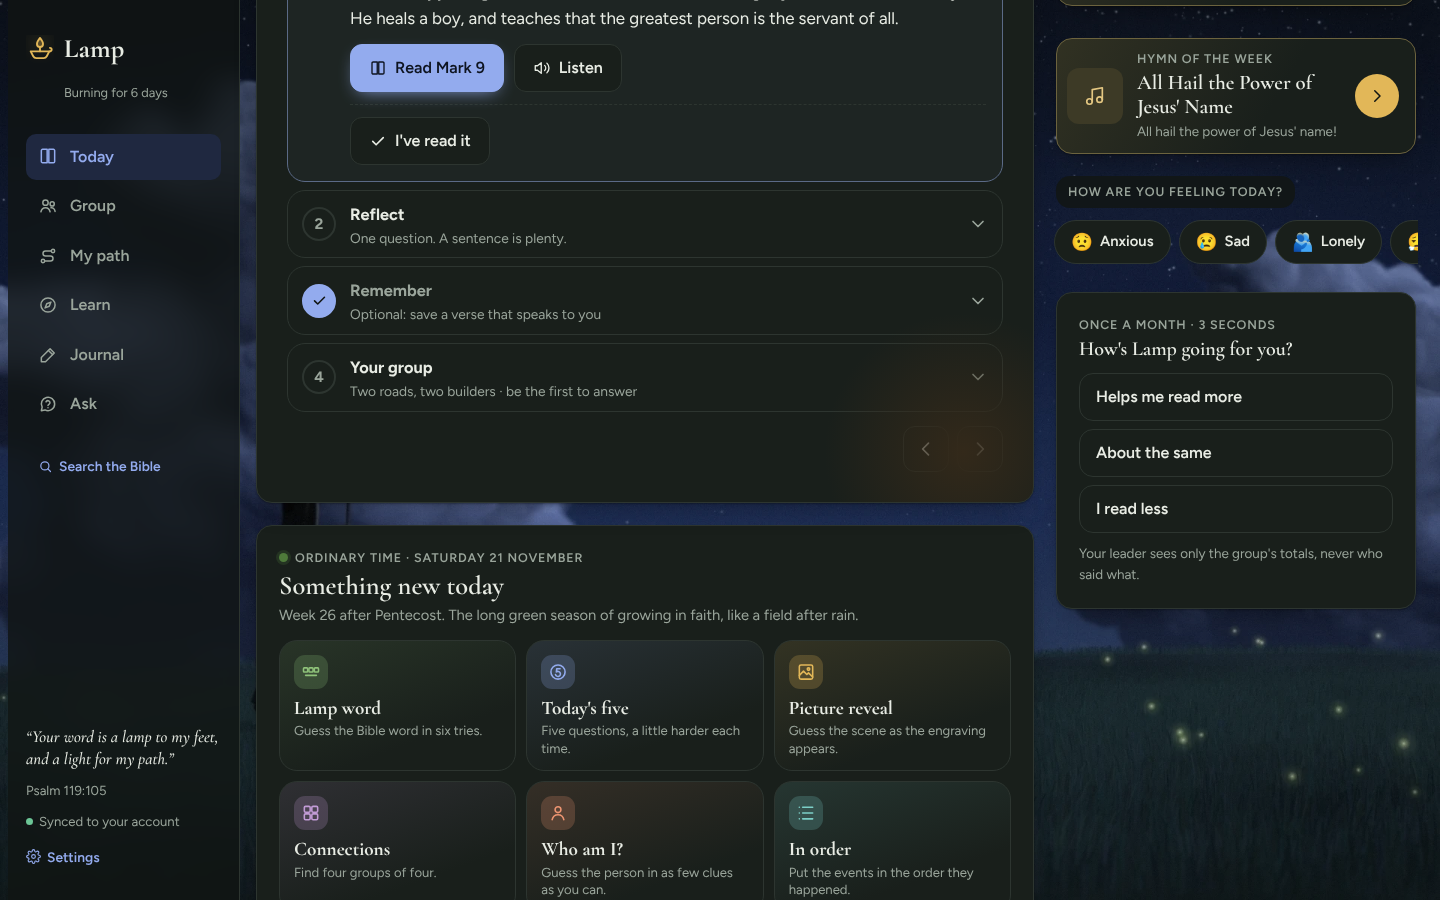 Lamp
Burning for 6 days
Today
Group
My path
Learn
Journal
Ask
Search the Bible
“Your word is a lamp to my feet,
and a light for my path.”
Psalm 119:105
Synced to your account
Settings
He heals a boy, and teaches that the greatest person is the servant of all.
Read Mark 9
Listen
I've read it
2
Reflect
One question. A sentence is plenty.
Remember
Optional: save a verse that speaks to you
4
Your group
Two roads, two builders · be the first to answer
ORDINARY TIME · SATURDAY 21 NOVEMBER
Something new today
Week 26 after Pentecost. The long green season of growing in faith, like a field after rain.
Lamp word
Guess the Bible word in six tries.
5
Today's five
Five questions, a little harder each
time.
Picture reveal
Guess the scene as the engraving
appears.
Connections
Find four groups of four.
Who am I?
Guess the person in as few clues
as you can.
In order
Put the events in the order they
happened.
HYMN OF THE WEEK
All Hail the Power of
Jesus' Name
All hail the power of Jesus' name!
HOW ARE YOU FEELING TODAY?
Anxious
Sad
Lonely
ONCE A MONTH · 3 SECONDS
How's Lamp going for you?
Helps me read more
About the same
I read less
Your leader sees only the group's totals, never who
said what.